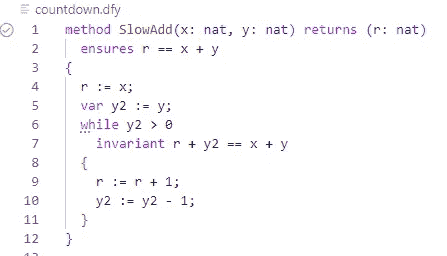 countdown.dfy
1 method SlowAdd(x: nat, y: nat) returns (r: nat)
2   ensures r == x + y
3 {
4   r := x;
5   var y2 := y;
6   while y2 > 0
7     invariant r + y2 == x + y
8   {
9     r := r + 1;
10     y2 := y2 - 1;
11   }
12 }